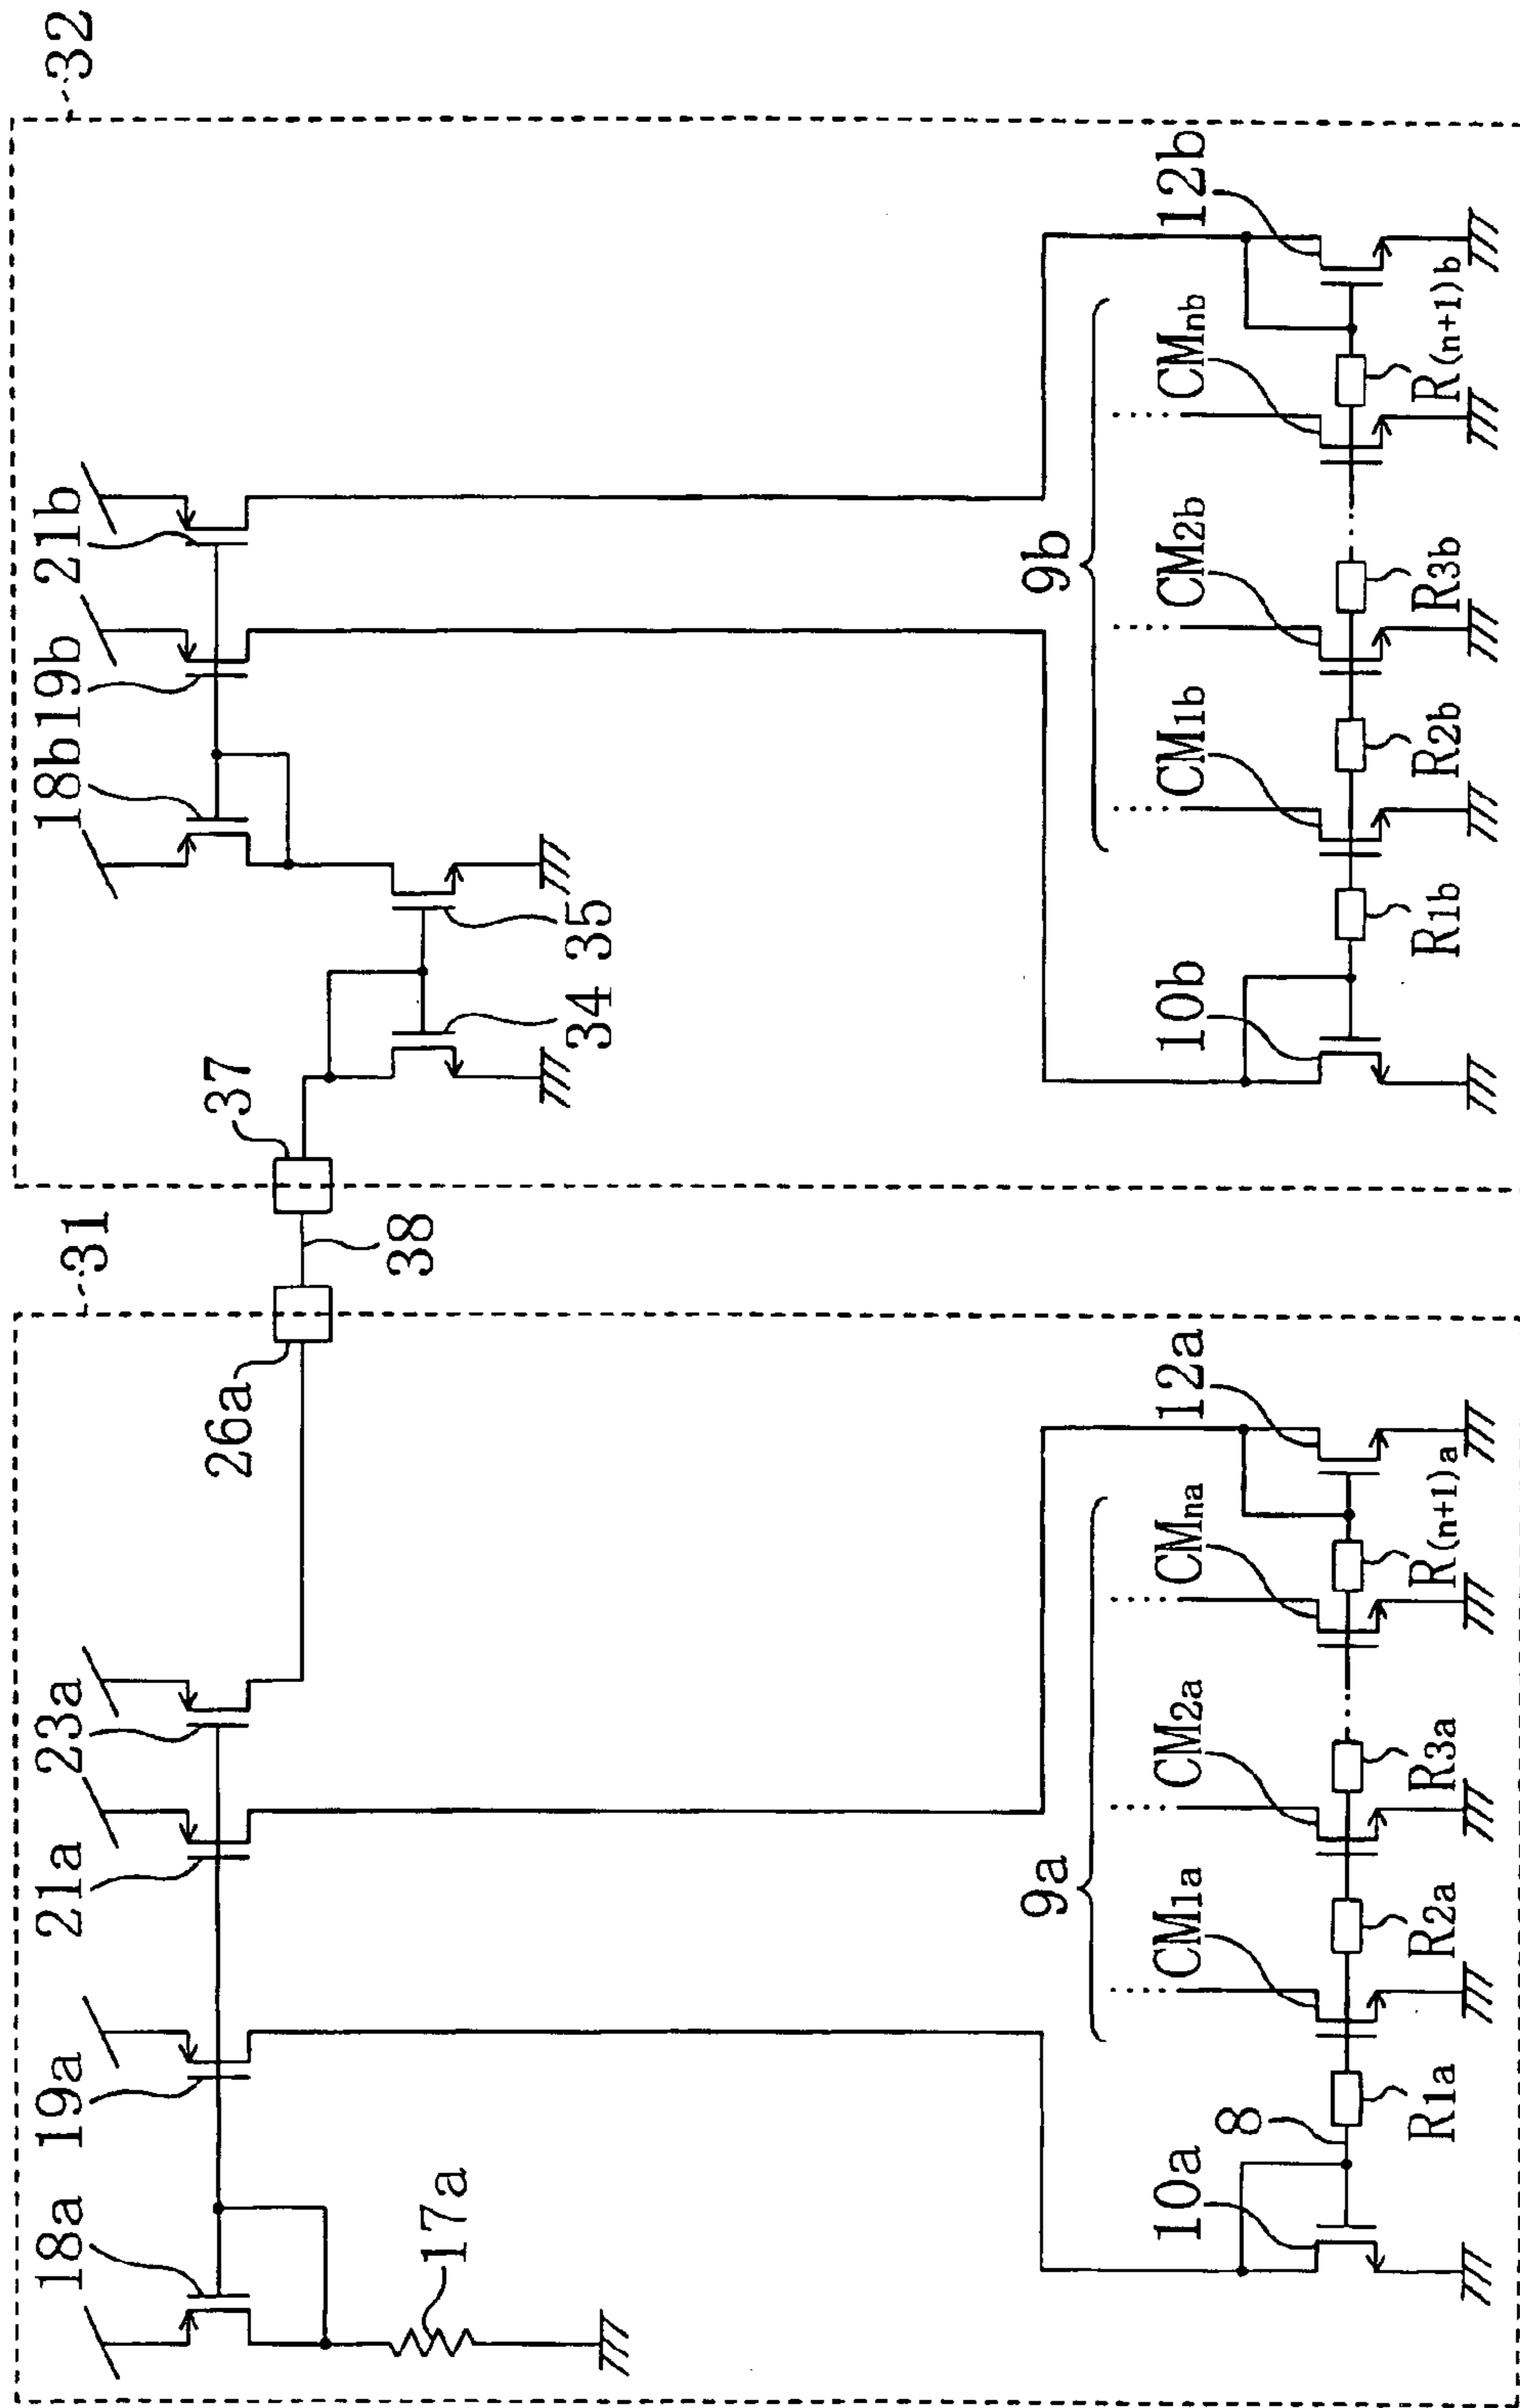 31
32
18a
19a
21a
23a
26a
38
37
18b
19b
21b
17a
34
35
9a
9b
CM1a
CM2a
CMna
CM1b
CM2b
CMnb
10a
8
12a
10b
12b
R1a
R2a
R3a
R(n+1)a
R1b
R2b
R3b
R(n+1)b